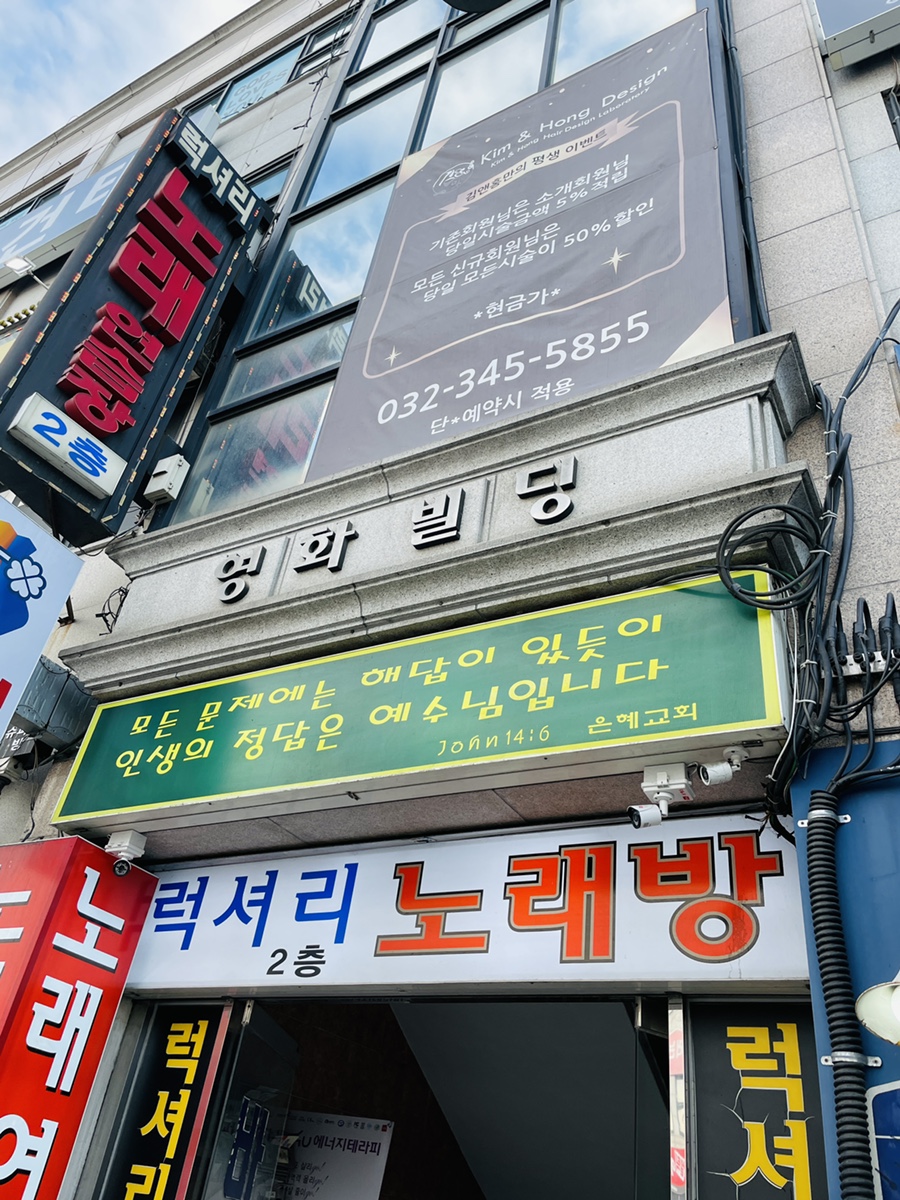 Kim & Hong Design
Kim & Hong Hair Design Laboratory
김앤홍만의 평생 이벤트
기존회원님은 소개회원님
당일시술금액 5% 적립
모든 신규회원님은
당일 모든시술이 50%할인
*현금가*
032-345-5855
단*예약시 적용
럭셔리
노래
연습장
2층
영화빌딩
모든 문제에는 해답이 있듯이
인생의 정답은 예수님입니다
John 14:6 은혜교회
럭셔리 노래방
2층
노래여
럭셔리
럭셔
에너지테라피